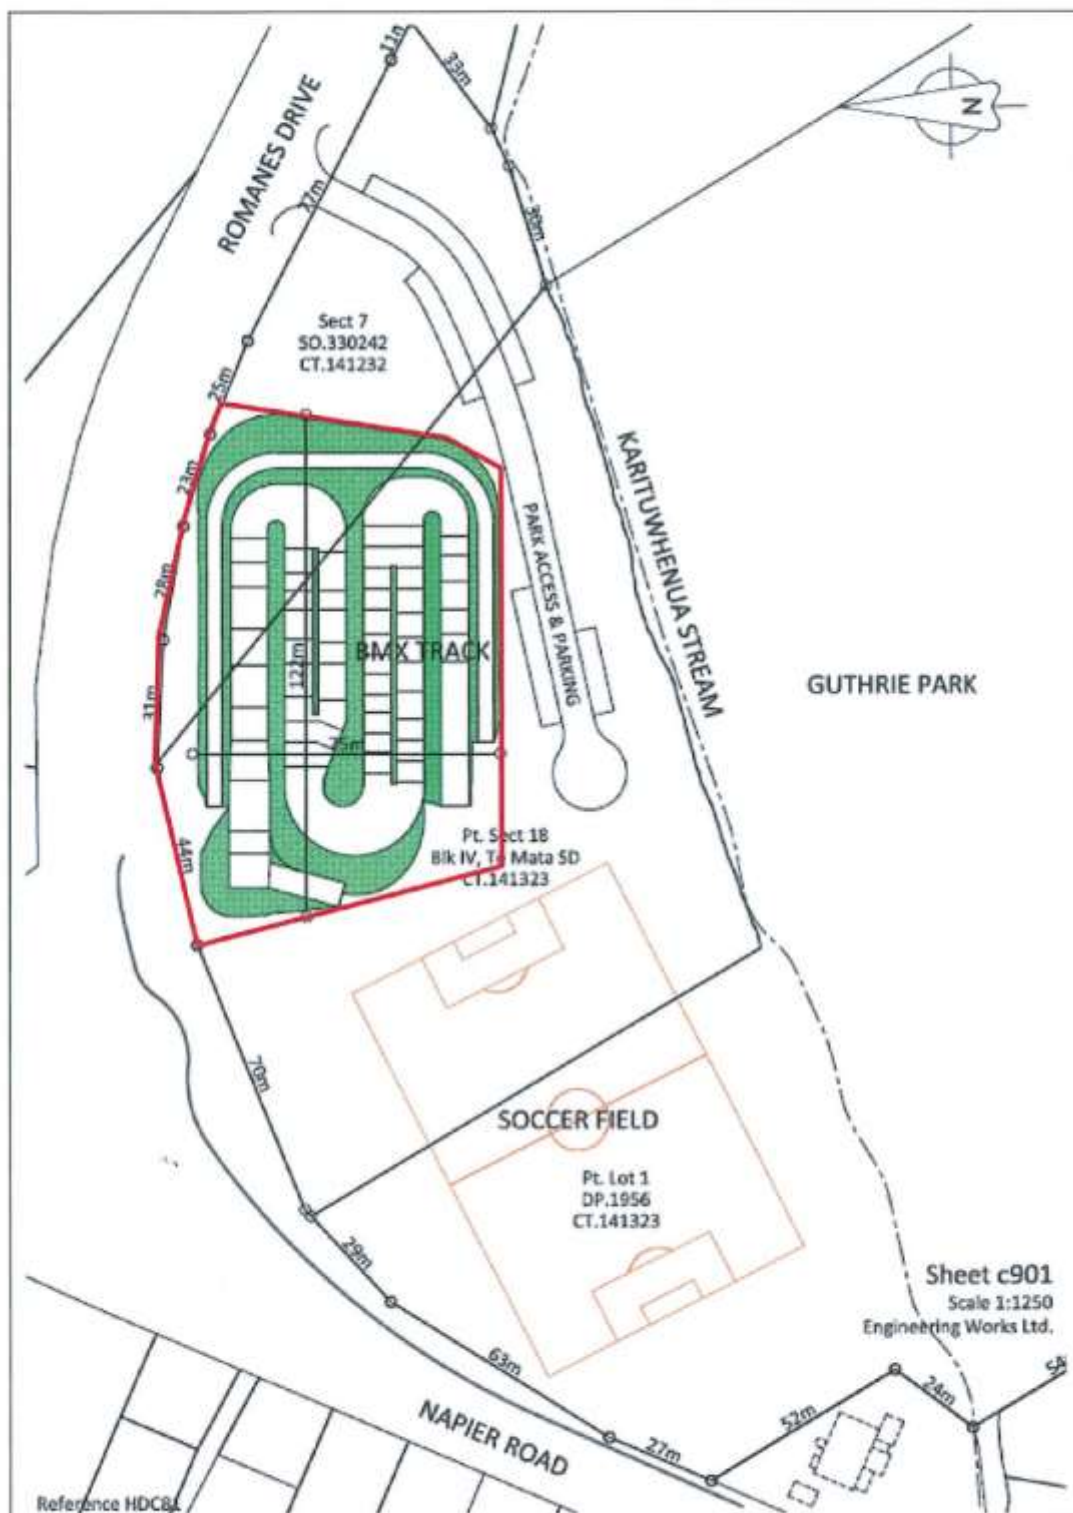 11m
33m
ROMANES DRIVE
77m
30m
N
Sect 7
SO.330242
CT.141232
25m
23m
28m
31m
44m
BMX TRACK
122m
75m
PARK ACCESS & PARKING
KARITUWHENUA STREAM
GUTHRIE PARK
Pt. Sect 18
Blk IV, Te Mata SD
CT.141323
70m
SOCCER FIELD
Pt. Lot 1
DP.1956
CT.141323
29m
63m
27m
52m
24m
Sheet c901
Scale 1:1250
Engineering Works Ltd.
NAPIER ROAD
Reference HDC81